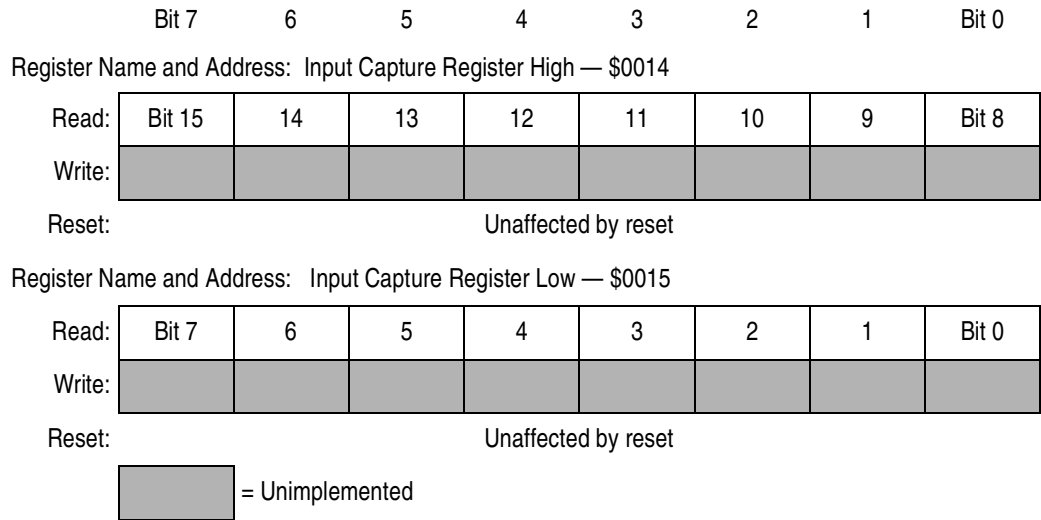 Bit 7 6 5 4 3 2 1 Bit 0
Register Name and Address: Input Capture Register High — $0014
Read: Bit 15 14 13 12 11 10 9 Bit 8
Write:
Reset: Unaffected by reset
Register Name and Address: Input Capture Register Low — $0015
Read: Bit 7 6 5 4 3 2 1 Bit 0
Write:
Reset: Unaffected by reset
= Unimplemented